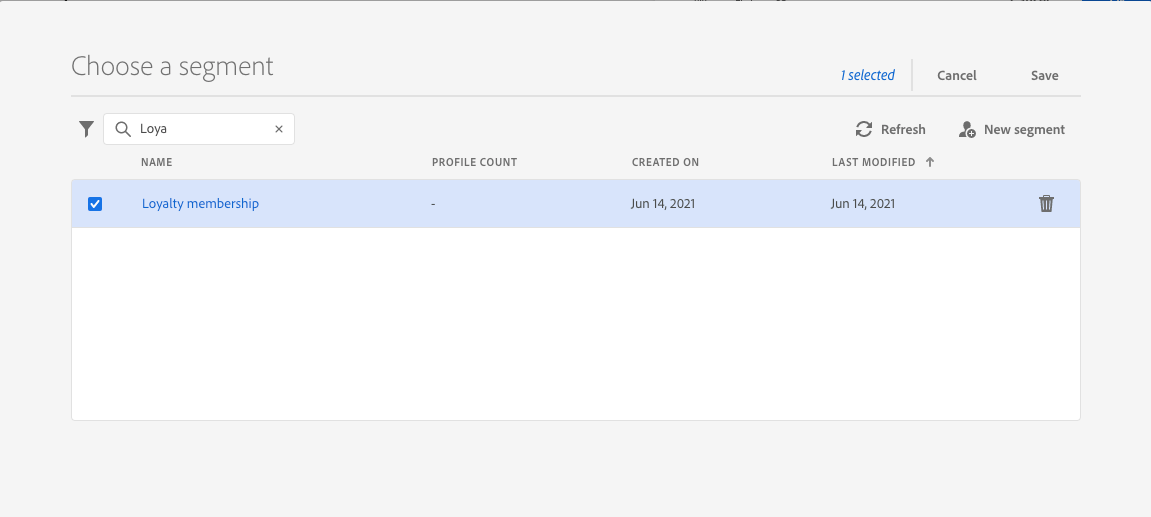 Choose a segment
1 selected
Cancel
Save
Loya
Refresh
New segment
NAME PROFILE COUNT CREATED ON LAST MODIFIED
Loyalty membership - Jun 14, 2021 Jun 14, 2021